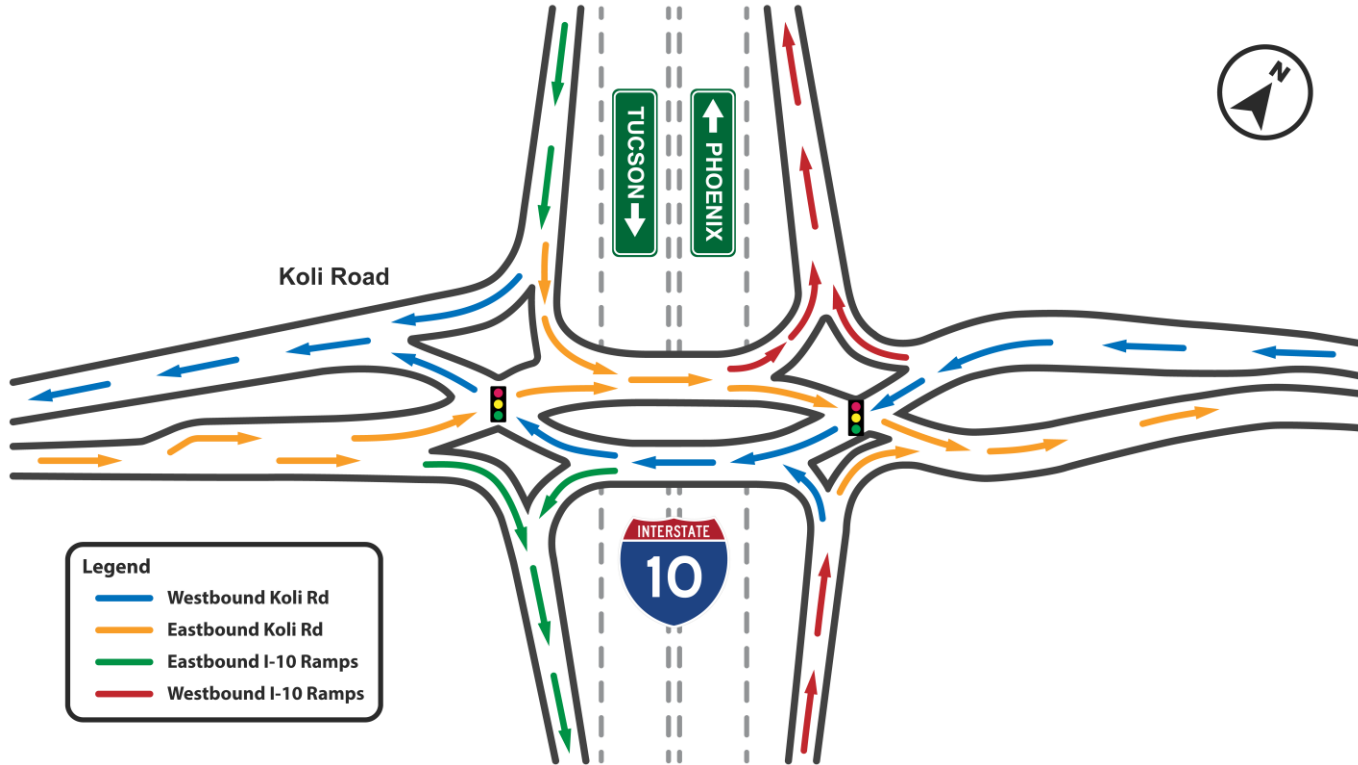 N
TUCSON
PHOENIX
Koli Road
INTERSTATE
10
Legend
Westbound Koli Rd
Eastbound Koli Rd
Eastbound I-10 Ramps
Westbound I-10 Ramps